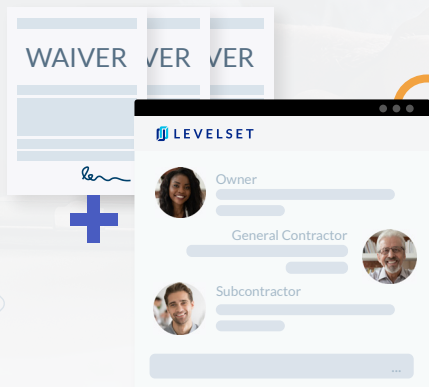 WAIVER
VER
VER
LEVELSET
Owner
General Contractor
Subcontractor
...